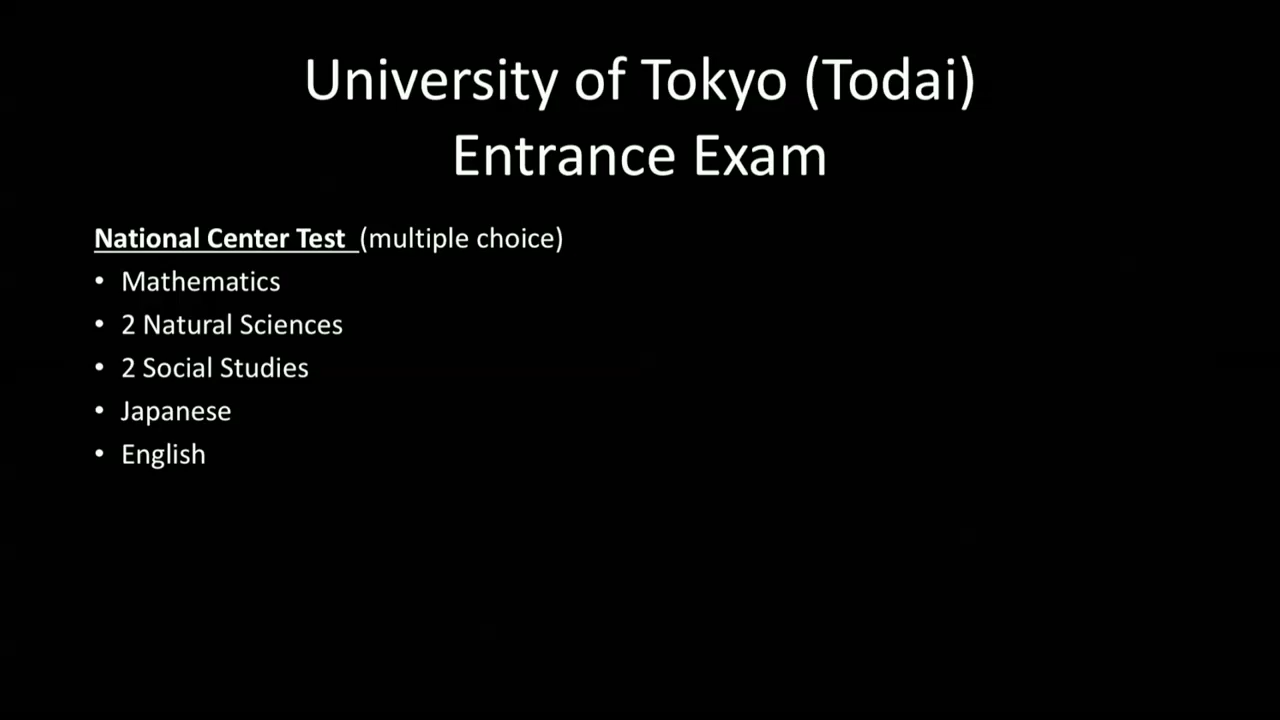 University of Tokyo (Todai)
Entrance Exam
National Center Test (multiple choice)
• Mathematics
• 2 Natural Sciences
• 2 Social Studies
• Japanese
• English